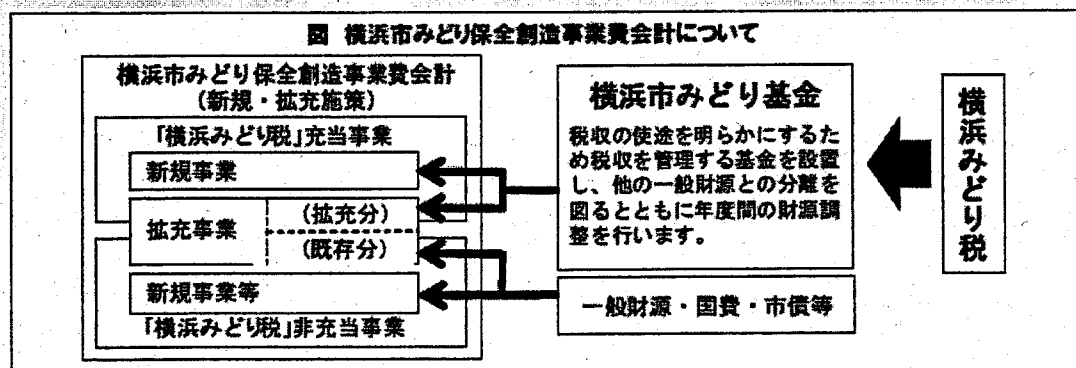 図 横浜市みどり保全創造事業費会計について
横浜市みどり保全創造事業費会計
(新規・拡充施策)
「横浜みどり税」充当事業
新規事業
拡充事業
(拡充分)
(既存分)
新規事業等
「横浜みどり税」非充当事業
横浜市みどり基金
税収の使途を明らかにするた
め税収を管理する基金を設置
し、他の一般財源との分離を
図るとともに年度間の財源調
整を行います。
一般財源・国費・市債等
横浜みどり税